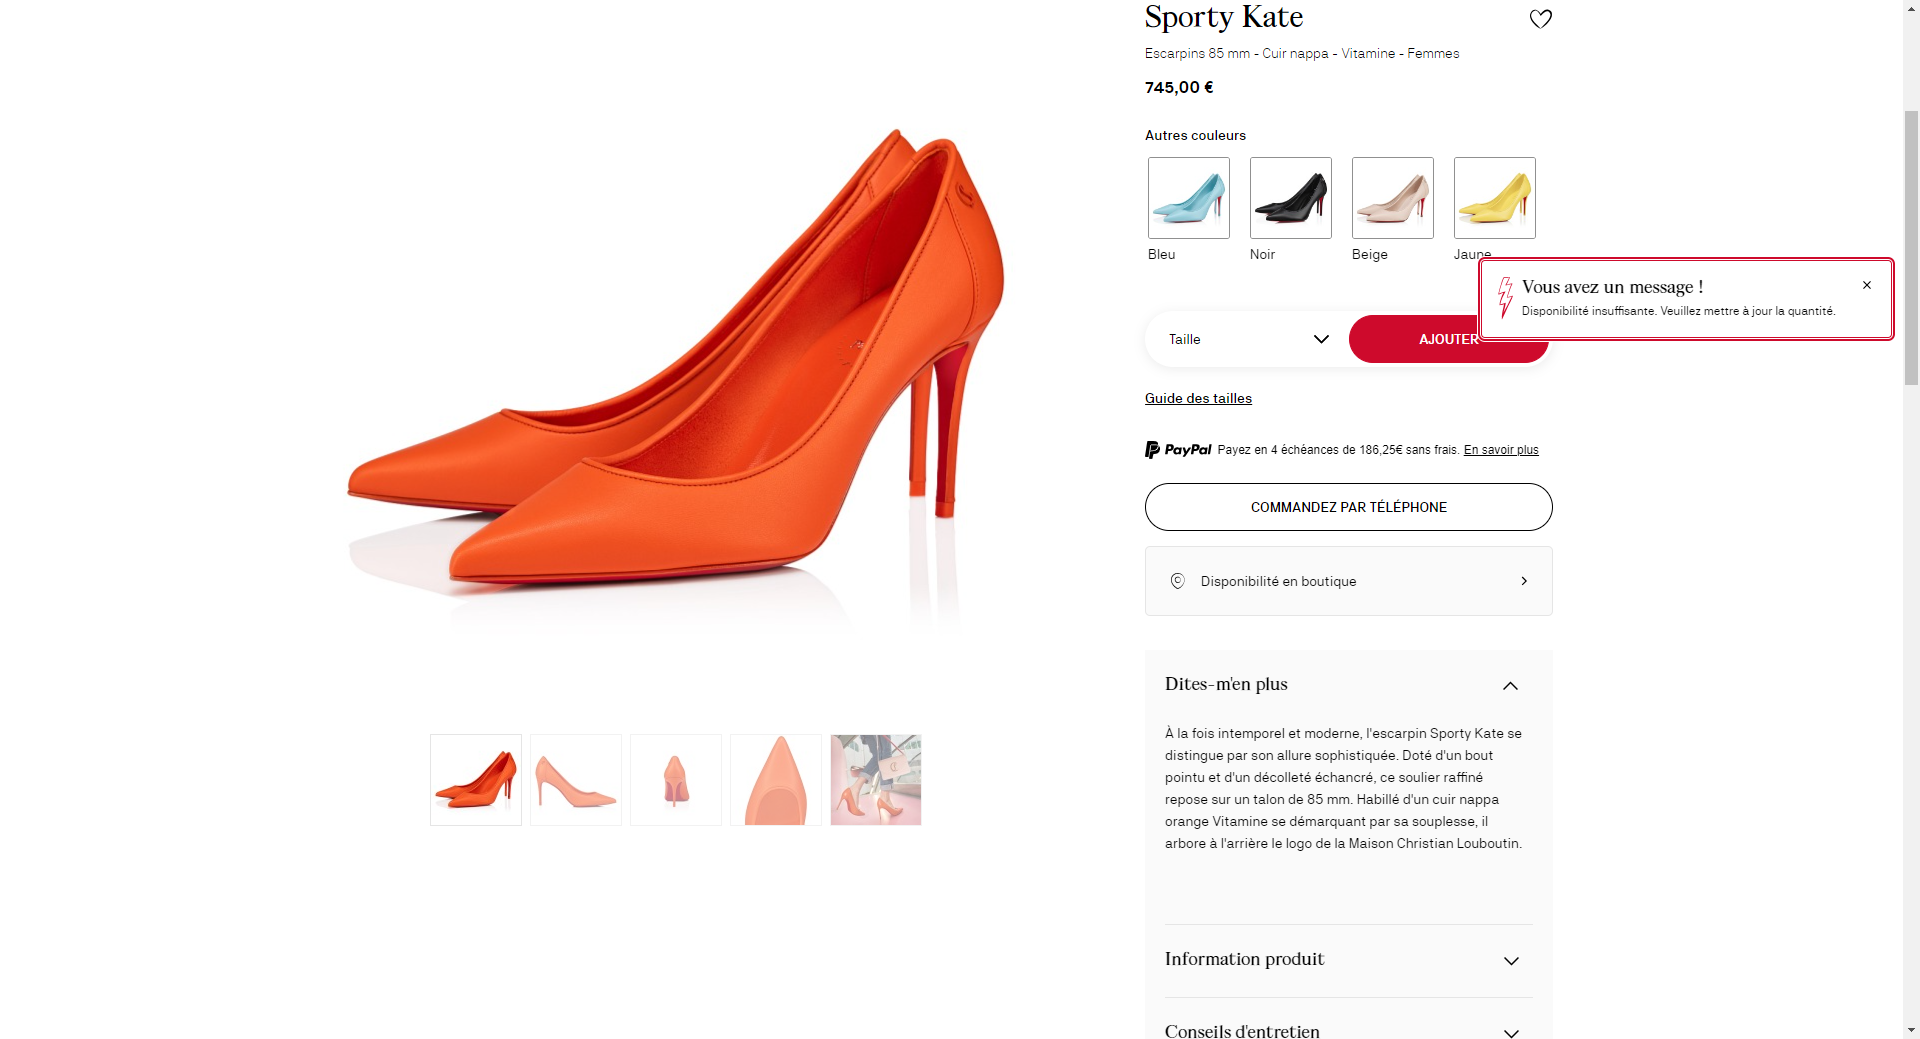 Sporty Kate
Escarpins 85 mm - Cuir nappa - Vitamine - Femmes
745,00 €
Autres couleurs
Bleu
Noir
Beige
Jaune
Vous avez un message !
Disponibilité insuffisante. Veuillez mettre à jour la quantité.
Taille
AJOUTER
Guide des tailles
PayPal Payez en 4 échéances de 186,25€ sans frais. En savoir plus
COMMANDEZ PAR TÉLÉPHONE
Disponibilité en boutique
Dites-m'en plus
À la fois intemporel et moderne, l'escarpin Sporty Kate se
distingue par son allure sophistiquée. Doté d'un bout
pointu et d'un décolleté échancré, ce soulier raffiné
repose sur un talon de 85 mm. Habillé d'un cuir nappa
orange Vitamine se démarquant par sa souplesse, il
arbore à l'arrière le logo de la Maison Christian Louboutin.
Information produit
Conseils d'entretien